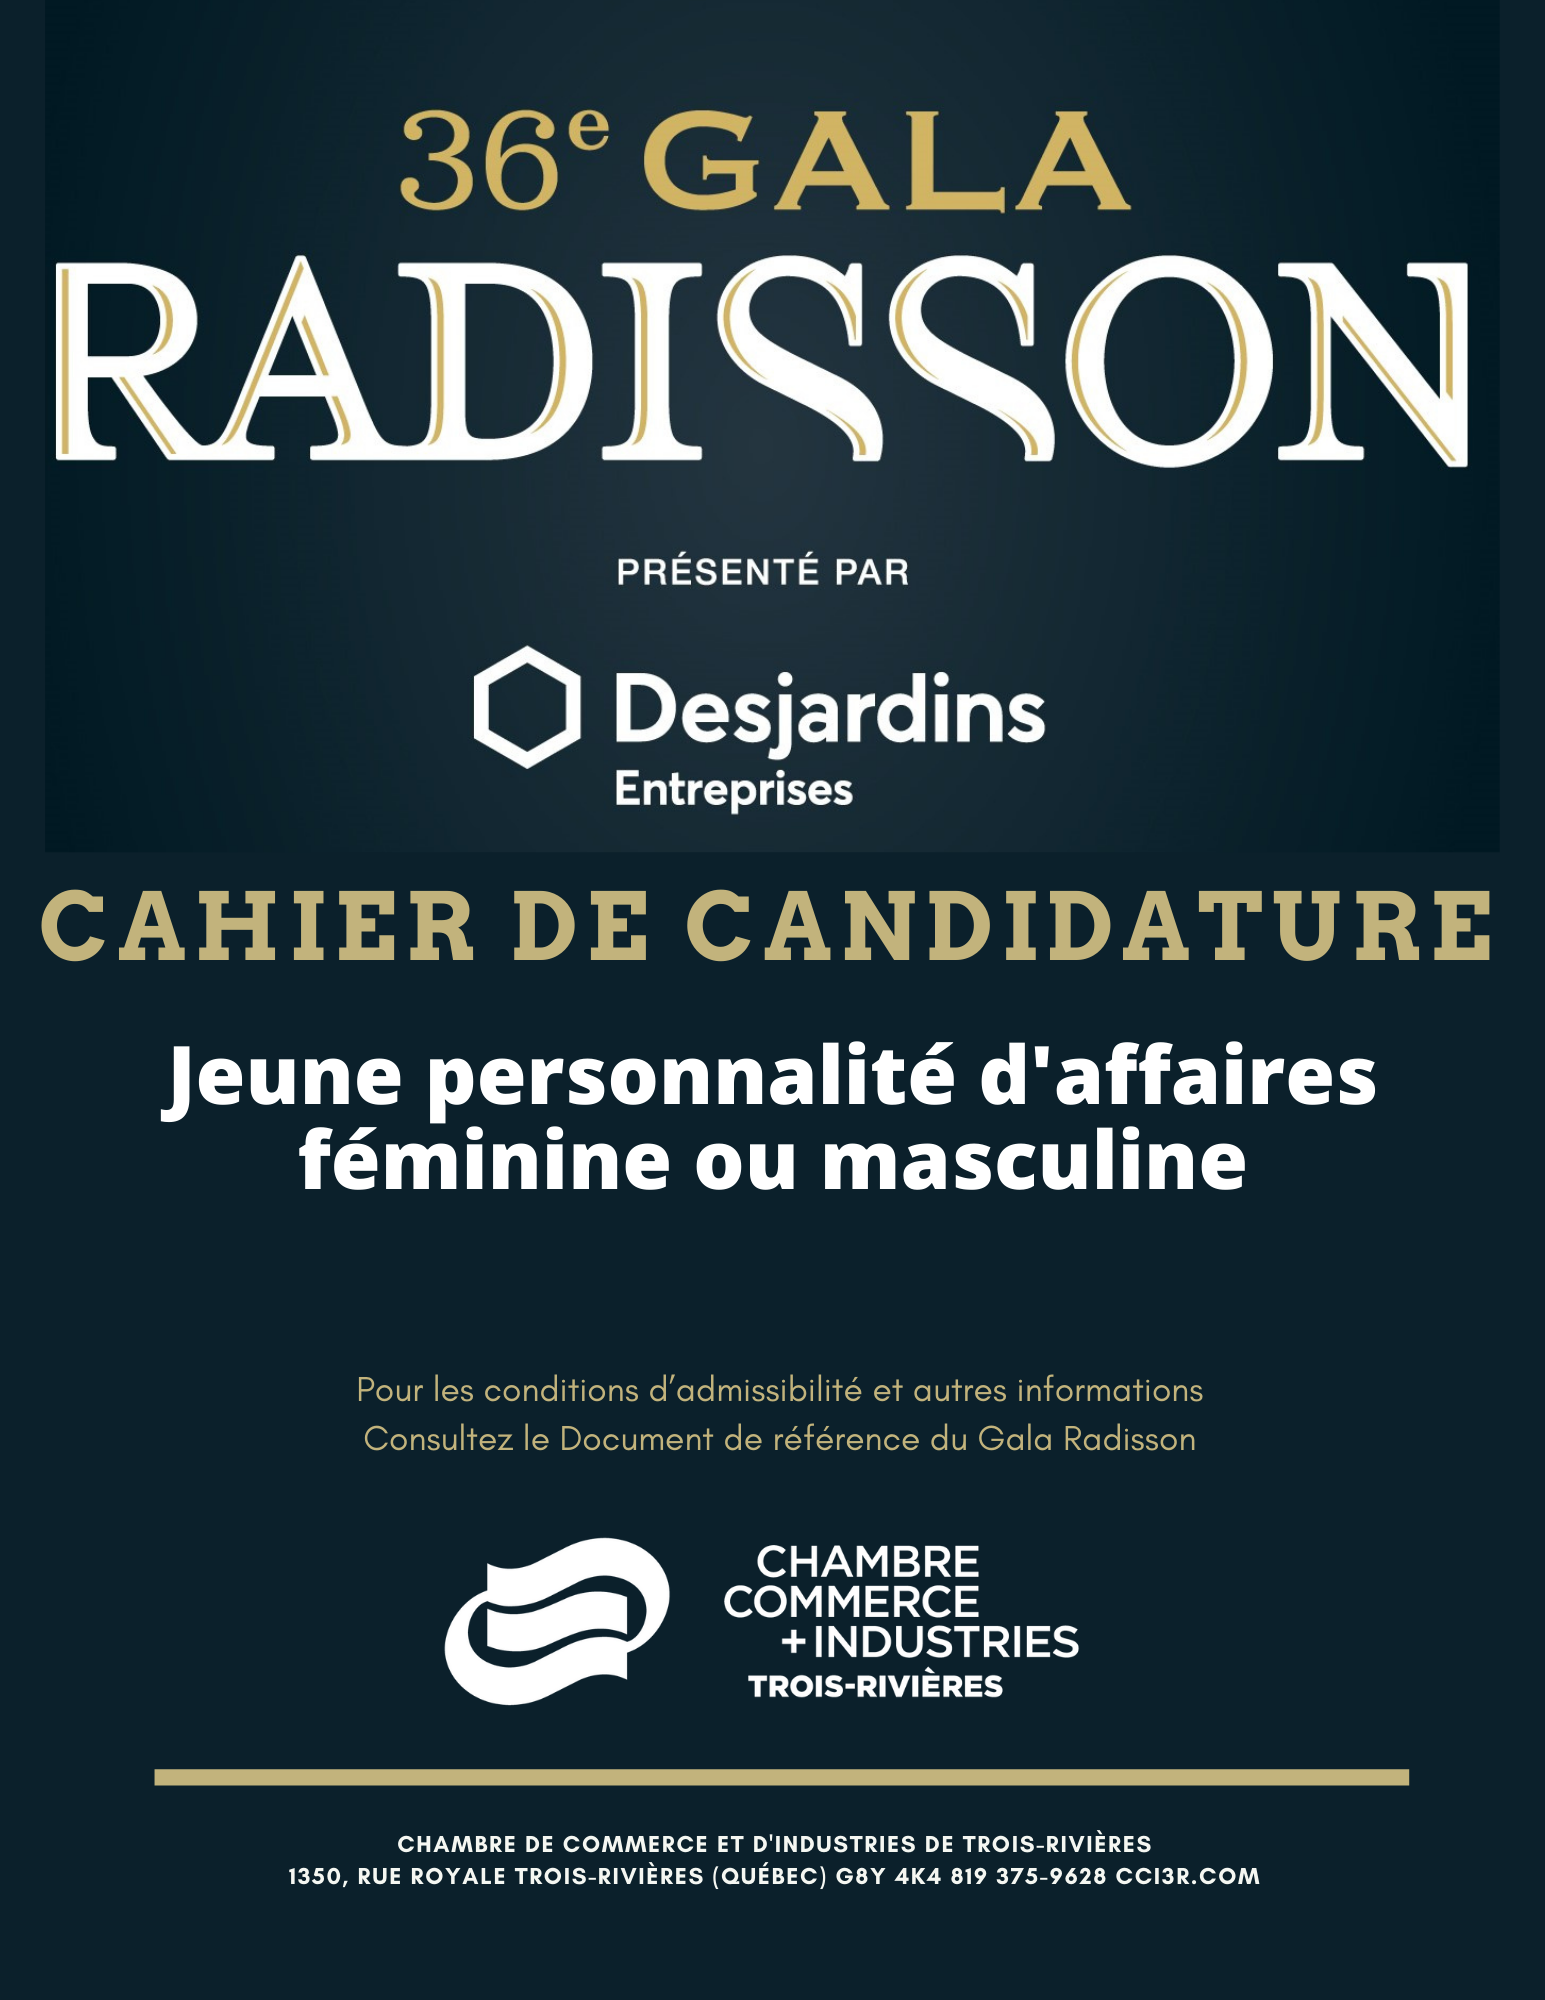 36e GALA
RADISSON
PRÉSENTÉ PAR
Desjardins
Entreprises
CAHIER DE CANDIDATURE
Jeune personnalité d'affaires
féminine ou masculine
Pour les conditions d’admissibilité et autres informations
Consultez le Document de référence du Gala Radisson
CHAMBRE
COMMERCE
+INDUSTRIES
TROIS-RIVIÈRES
CHAMBRE DE COMMERCE ET D'INDUSTRIES DE TROIS-RIVIÈRES
1350, RUE ROYALE TROIS-RIVIÈRES (QUÉBEC) G8Y 4K4 819 375-9628 CCI3R.COM